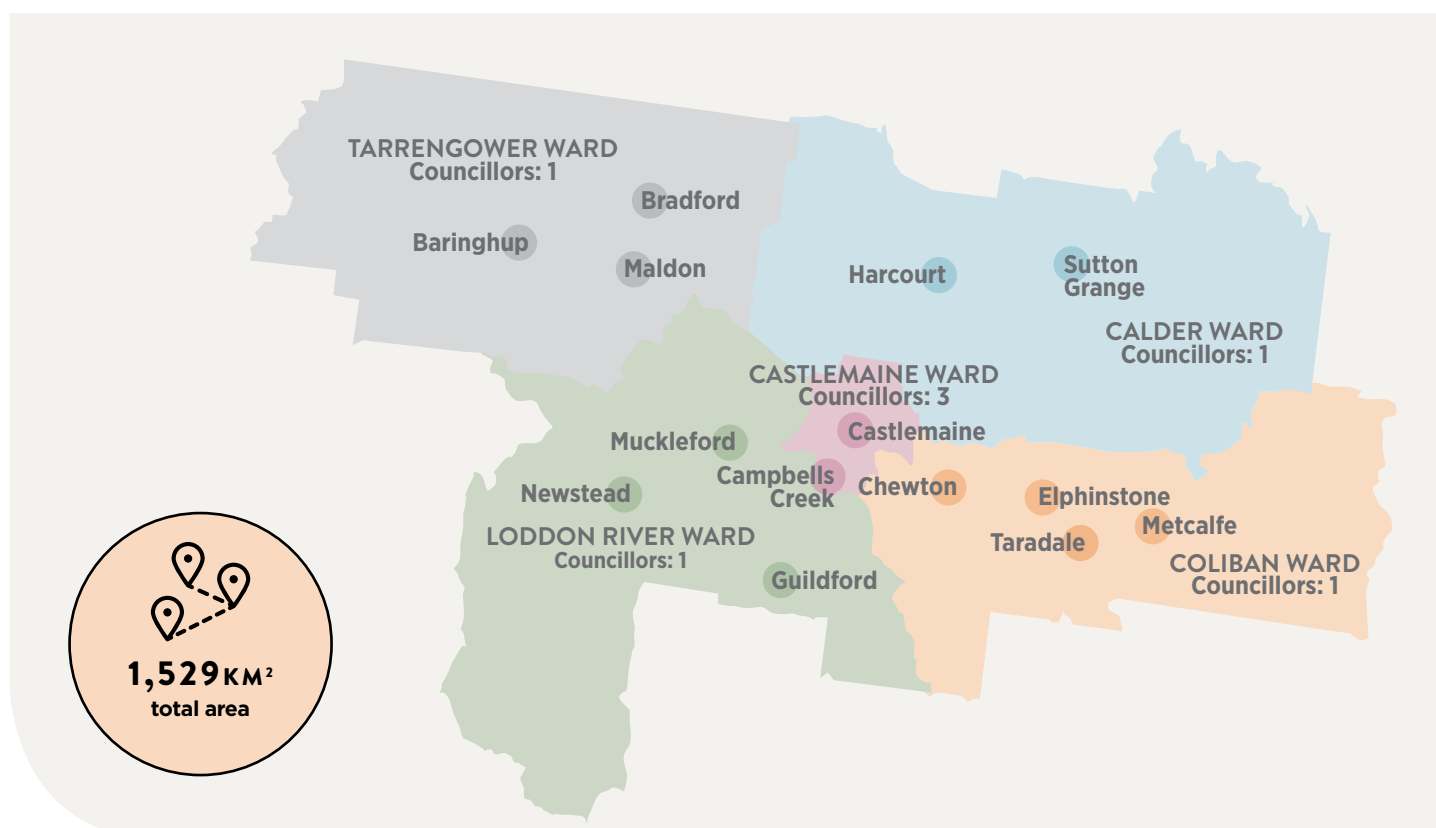 TARRENGOWER WARD
Councillors: 1
Bradford
Baringhup
Maldon
Harcourt
Sutton
Grange
CALDER WARD
Councillors: 1
CASTLEMAINE WARD
Councillors: 3
Castlemaine
Muckleford
Campbells
Creek
Chewton
Newstead
Elphinstone
Metcalfe
Taradale
LODDON RIVER WARD
Councillors: 1
COLIBAN WARD
Councillors: 1
Guildford
1,529 KM²
total area